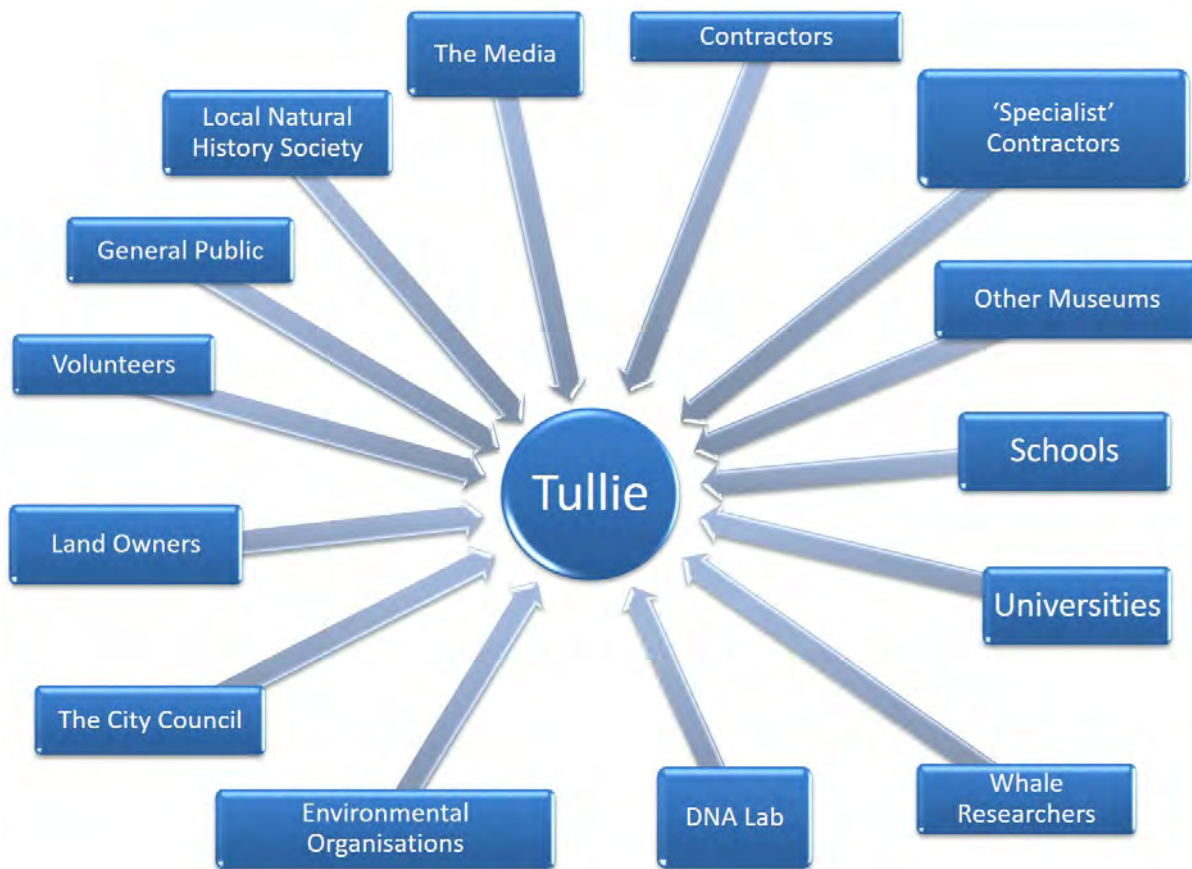 The Media
Contractors
Local Natural
History Society
'Specialist'
Contractors
General Public
Other Museums
Volunteers
Schools
Tullie
Land Owners
Universities
The City Council
Environmental
Organisations
DNA Lab
Whale
Researchers